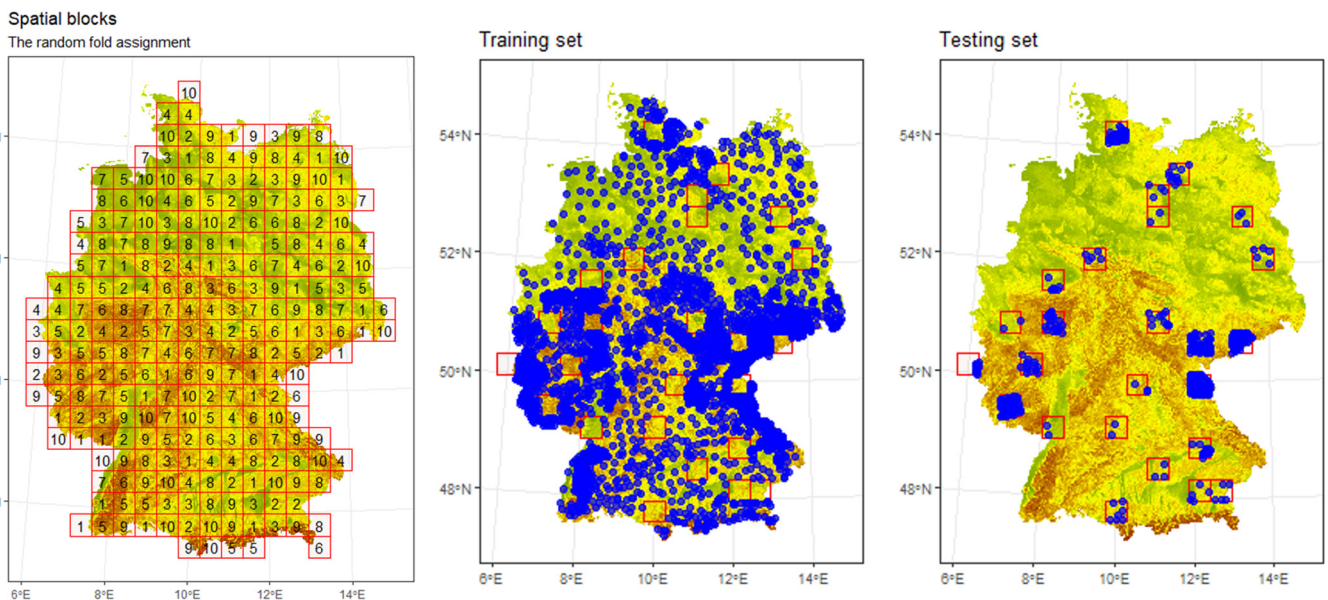 Spatial blocks
The random fold assignment
Training set
Testing set
10
4 4
10 2 9 1 9 3 9 8
7 3 1 8 4 9 8 4 1 10
7 5 10 10 6 7 3 2 3 9 10 1
8 6 10 4 6 5 2 9 7 3 6 3 7
5 3 7 10 3 8 10 2 6 6 8 2 10
4 8 7 8 9 8 8 1 5 8 4 6 4
5 7 1 8 2 4 1 3 6 7 4 6 2 10
4 5 5 2 4 6 8 3 6 3 9 1 5 3 5
4 4 7 6 8 7 7 4 4 3 7 6 9 8 7 1 6
3 5 2 4 2 5 7 3 4 2 5 6 1 3 6 1 10
9 3 5 5 8 7 4 6 7 7 8 2 5 2 1
2 3 6 2 5 6 1 6 9 7 1 4 10
9 5 8 7 5 1 7 10 2 7 1 2 6
1 2 3 9 10 7 10 5 4 6 10 9
10 1 1 2 9 5 2 6 3 6 7 9 9
10 9 8 3 1 4 4 8 2 8 10 4
7 6 9 10 4 8 2 1 10 9 8
1 5 5 3 3 8 9 1 2 2
1 5 9 1 10 2 10 9 1 3 9 8
9 10 5 5 6
6°E 8°E 10°E 12°E 14°E
54°N
52°N
50°N
48°N
6°E 8°E 10°E 12°E 14°E
54°N
52°N
50°N
48°N
6°E 8°E 10°E 12°E 14°E